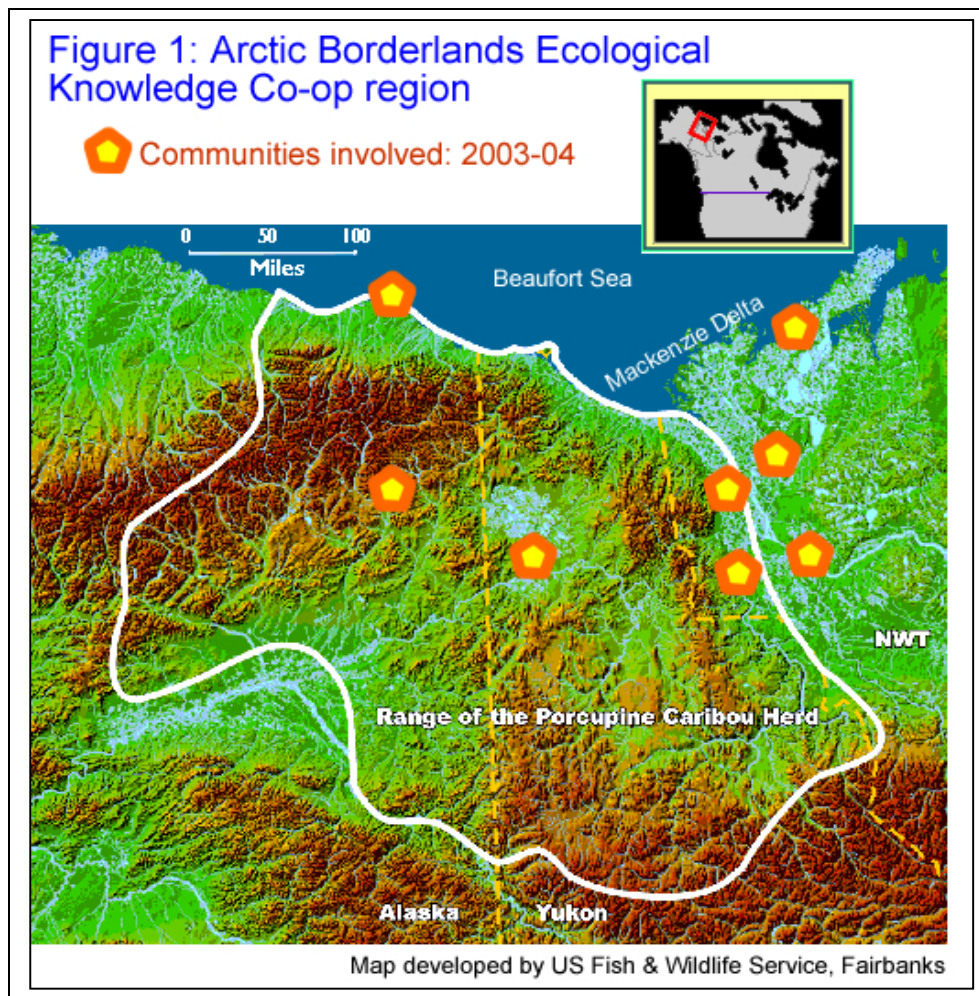 Figure 1: Arctic Borderlands Ecological
Knowledge Co-op region
Communities involved: 2003-04
0 50 100
Miles
Beaufort Sea
Mackenzie Delta
NWT
Range of the Porcupine Caribou Herd
Alaska Yukon
Map developed by US Fish & Wildlife Service, Fairbanks